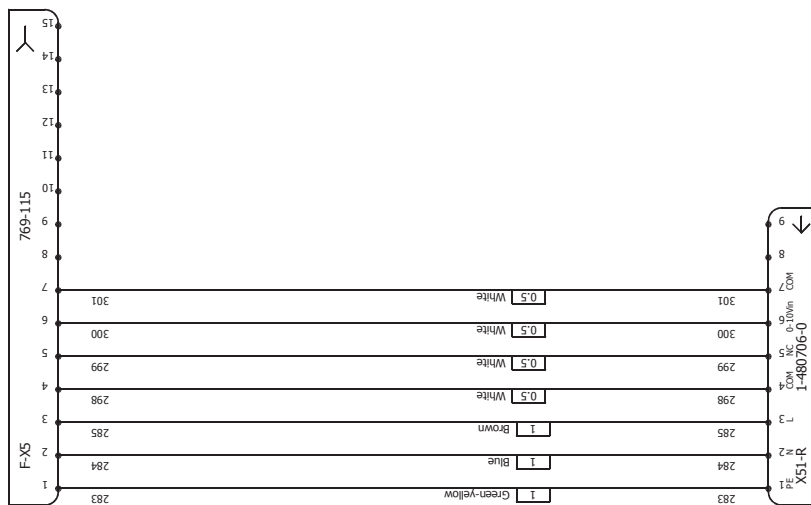 15
14
13
12
11
10
9
8
7
6
5
4
3
2
1
769-115
F-X5
301 White 0.5 301
300 White 0.5 300
299 White 0.5 299
298 White 0.5 298
285 Brown 1 285
284 Blue 1 284
283 Green-yellow 1 283
9
8
7 COM
6 0-10Vin
5 NC
4 COM
3 L
2 N
1 PE
1-480706-0
X51-R